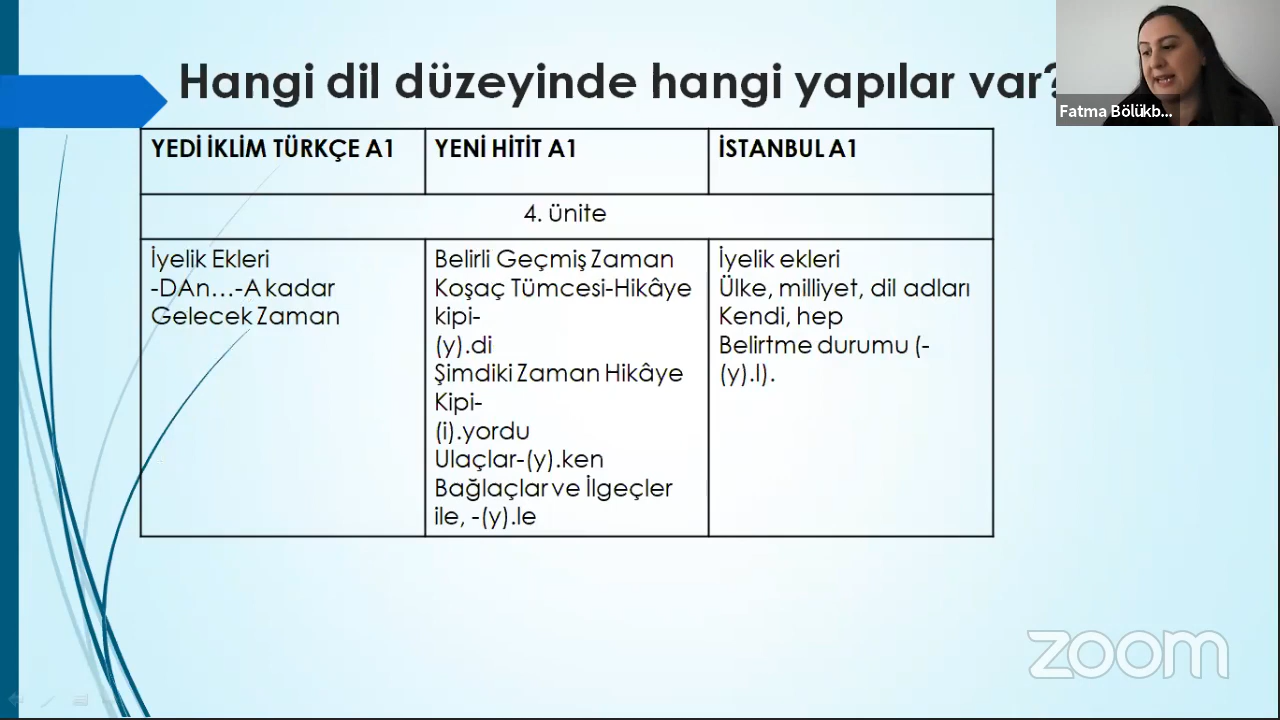 Hangi dil düzeyinde hangi yapılar var?
Fatma Bölükb...
YEDİ İKLİM TÜRKÇE A1
YENİ HİTİT A1
İSTANBUL A1
4. ünite
İyelik Ekleri
-DAn...-A kadar
Gelecek Zaman
Belirli Geçmiş Zaman
Koşaç Tümcesi-Hikâye
kipi-
(y).di
Şimdiki Zaman Hikâye
Kipi-
(i).yordu
Ulaçlar-(y).ken
Bağlaçlar ve İlgeçler
ile, -(y).le
İyelik ekleri
Ülke, milliyet, dil adları
Kendi, hep
Belirtme durumu (-
(y).I).
zoom